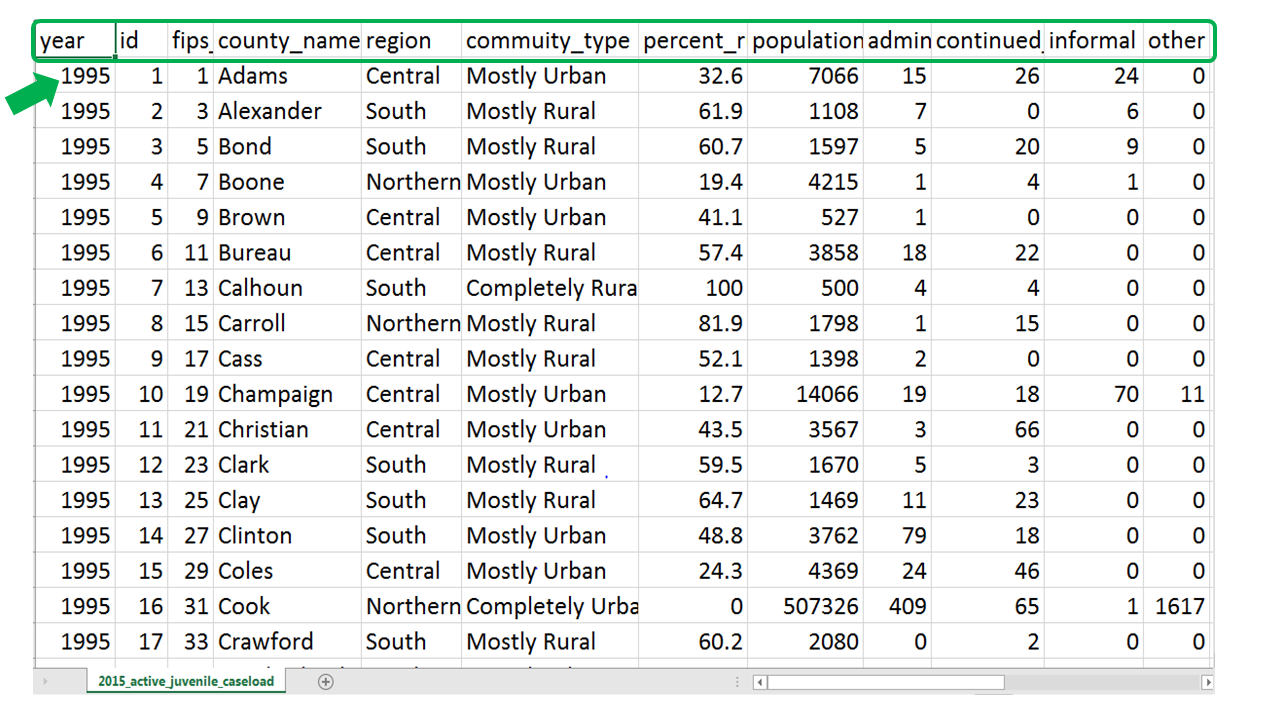 year id fips_ county_name region commuity_type percent_r population admin continued_ informal other
1995 1 1 Adams Central Mostly Urban 32.6 7066 15 26 24 0
1995 2 3 Alexander South Mostly Rural 61.9 1108 7 0 6 0
1995 3 5 Bond South Mostly Rural 60.7 1597 5 20 9 0
1995 4 7 Boone Northern Mostly Urban 19.4 4215 1 4 1 0
1995 5 9 Brown Central Mostly Urban 41.1 527 1 0 0 0
1995 6 11 Bureau Central Mostly Rural 57.4 3858 18 22 0 0
1995 7 13 Calhoun South Completely Rura 100 500 4 4 0 0
1995 8 15 Carroll Northern Mostly Rural 81.9 1798 1 15 0 0
1995 9 17 Cass Central Mostly Rural 52.1 1398 2 0 0 0
1995 10 19 Champaign Central Mostly Urban 12.7 14066 19 18 70 11
1995 11 21 Christian Central Mostly Urban 43.5 3567 3 66 0 0
1995 12 23 Clark South Mostly Rural 59.5 1670 5 3 0 0
1995 13 25 Clay South Mostly Rural 64.7 1469 11 23 0 0
1995 14 27 Clinton South Mostly Urban 48.8 3762 79 18 0 0
1995 15 29 Coles Central Mostly Urban 24.3 4369 24 46 0 0
1995 16 31 Cook Northern Completely Urba 0 507326 409 65 1 1617
1995 17 33 Crawford South Mostly Rural 60.2 2080 0 2 0 0
2015_active_juvenile_caseload